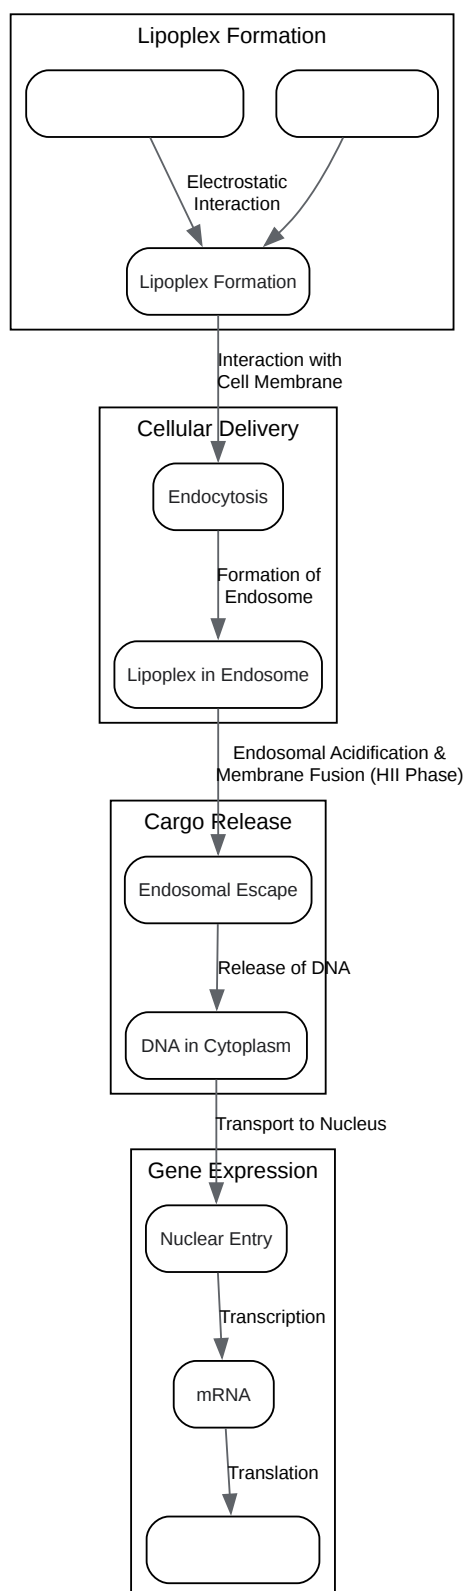 Lipoplex Formation
Electrostatic
Interaction
Lipoplex Formation
Interaction with
Cell Membrane
Cellular Delivery
Endocytosis
Formation of
Endosome
Lipoplex in Endosome
Endosomal Acidification &
Membrane Fusion (HII Phase)
Cargo Release
Endosomal Escape
Release of DNA
DNA in Cytoplasm
Transport to Nucleus
Gene Expression
Nuclear Entry
Transcription
mRNA
Translation